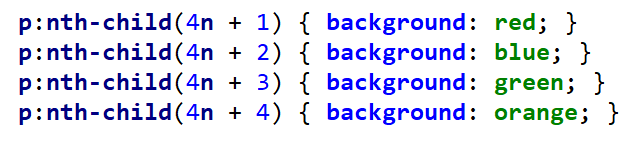 p:nth-child(4n + 1) { background: red; }
p:nth-child(4n + 2) { background: blue; }
p:nth-child(4n + 3) { background: green; }
p:nth-child(4n + 4) { background: orange; }